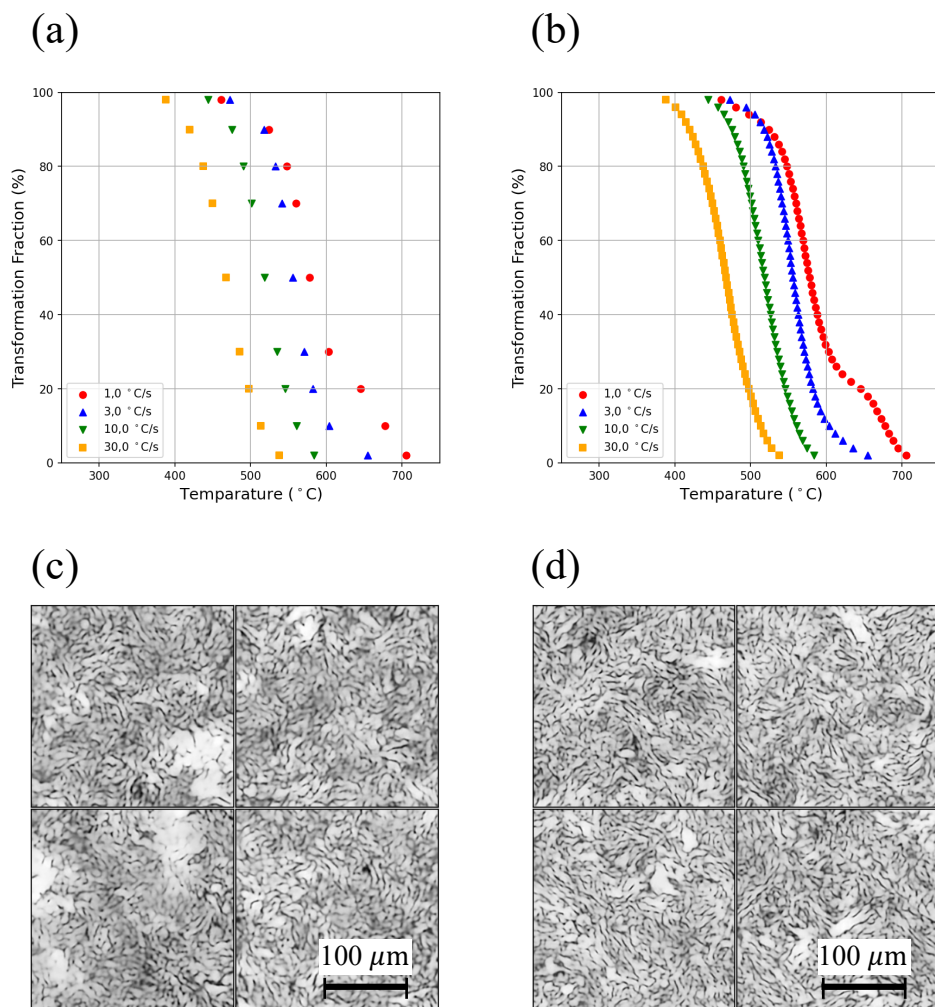 (a)
(b)
100
80
60
40
20
0
Transformation Fraction (%)
1,0 °C/s
3,0 °C/s
10,0 °C/s
30,0 °C/s
300
400
500
600
700
Temparature (°C)
100
80
60
40
20
0
Transformation Fraction (%)
1,0 °C/s
3,0 °C/s
10,0 °C/s
30,0 °C/s
300
400
500
600
700
Temparature (°C)
(c)
(d)
100 μm
100 μm